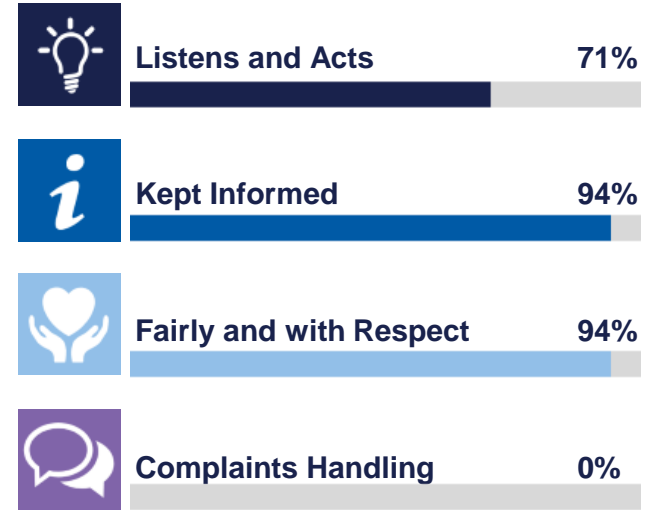 Listens and Acts 71%
Kept Informed 94%
Fairly and with Respect 94%
Complaints Handling 0%